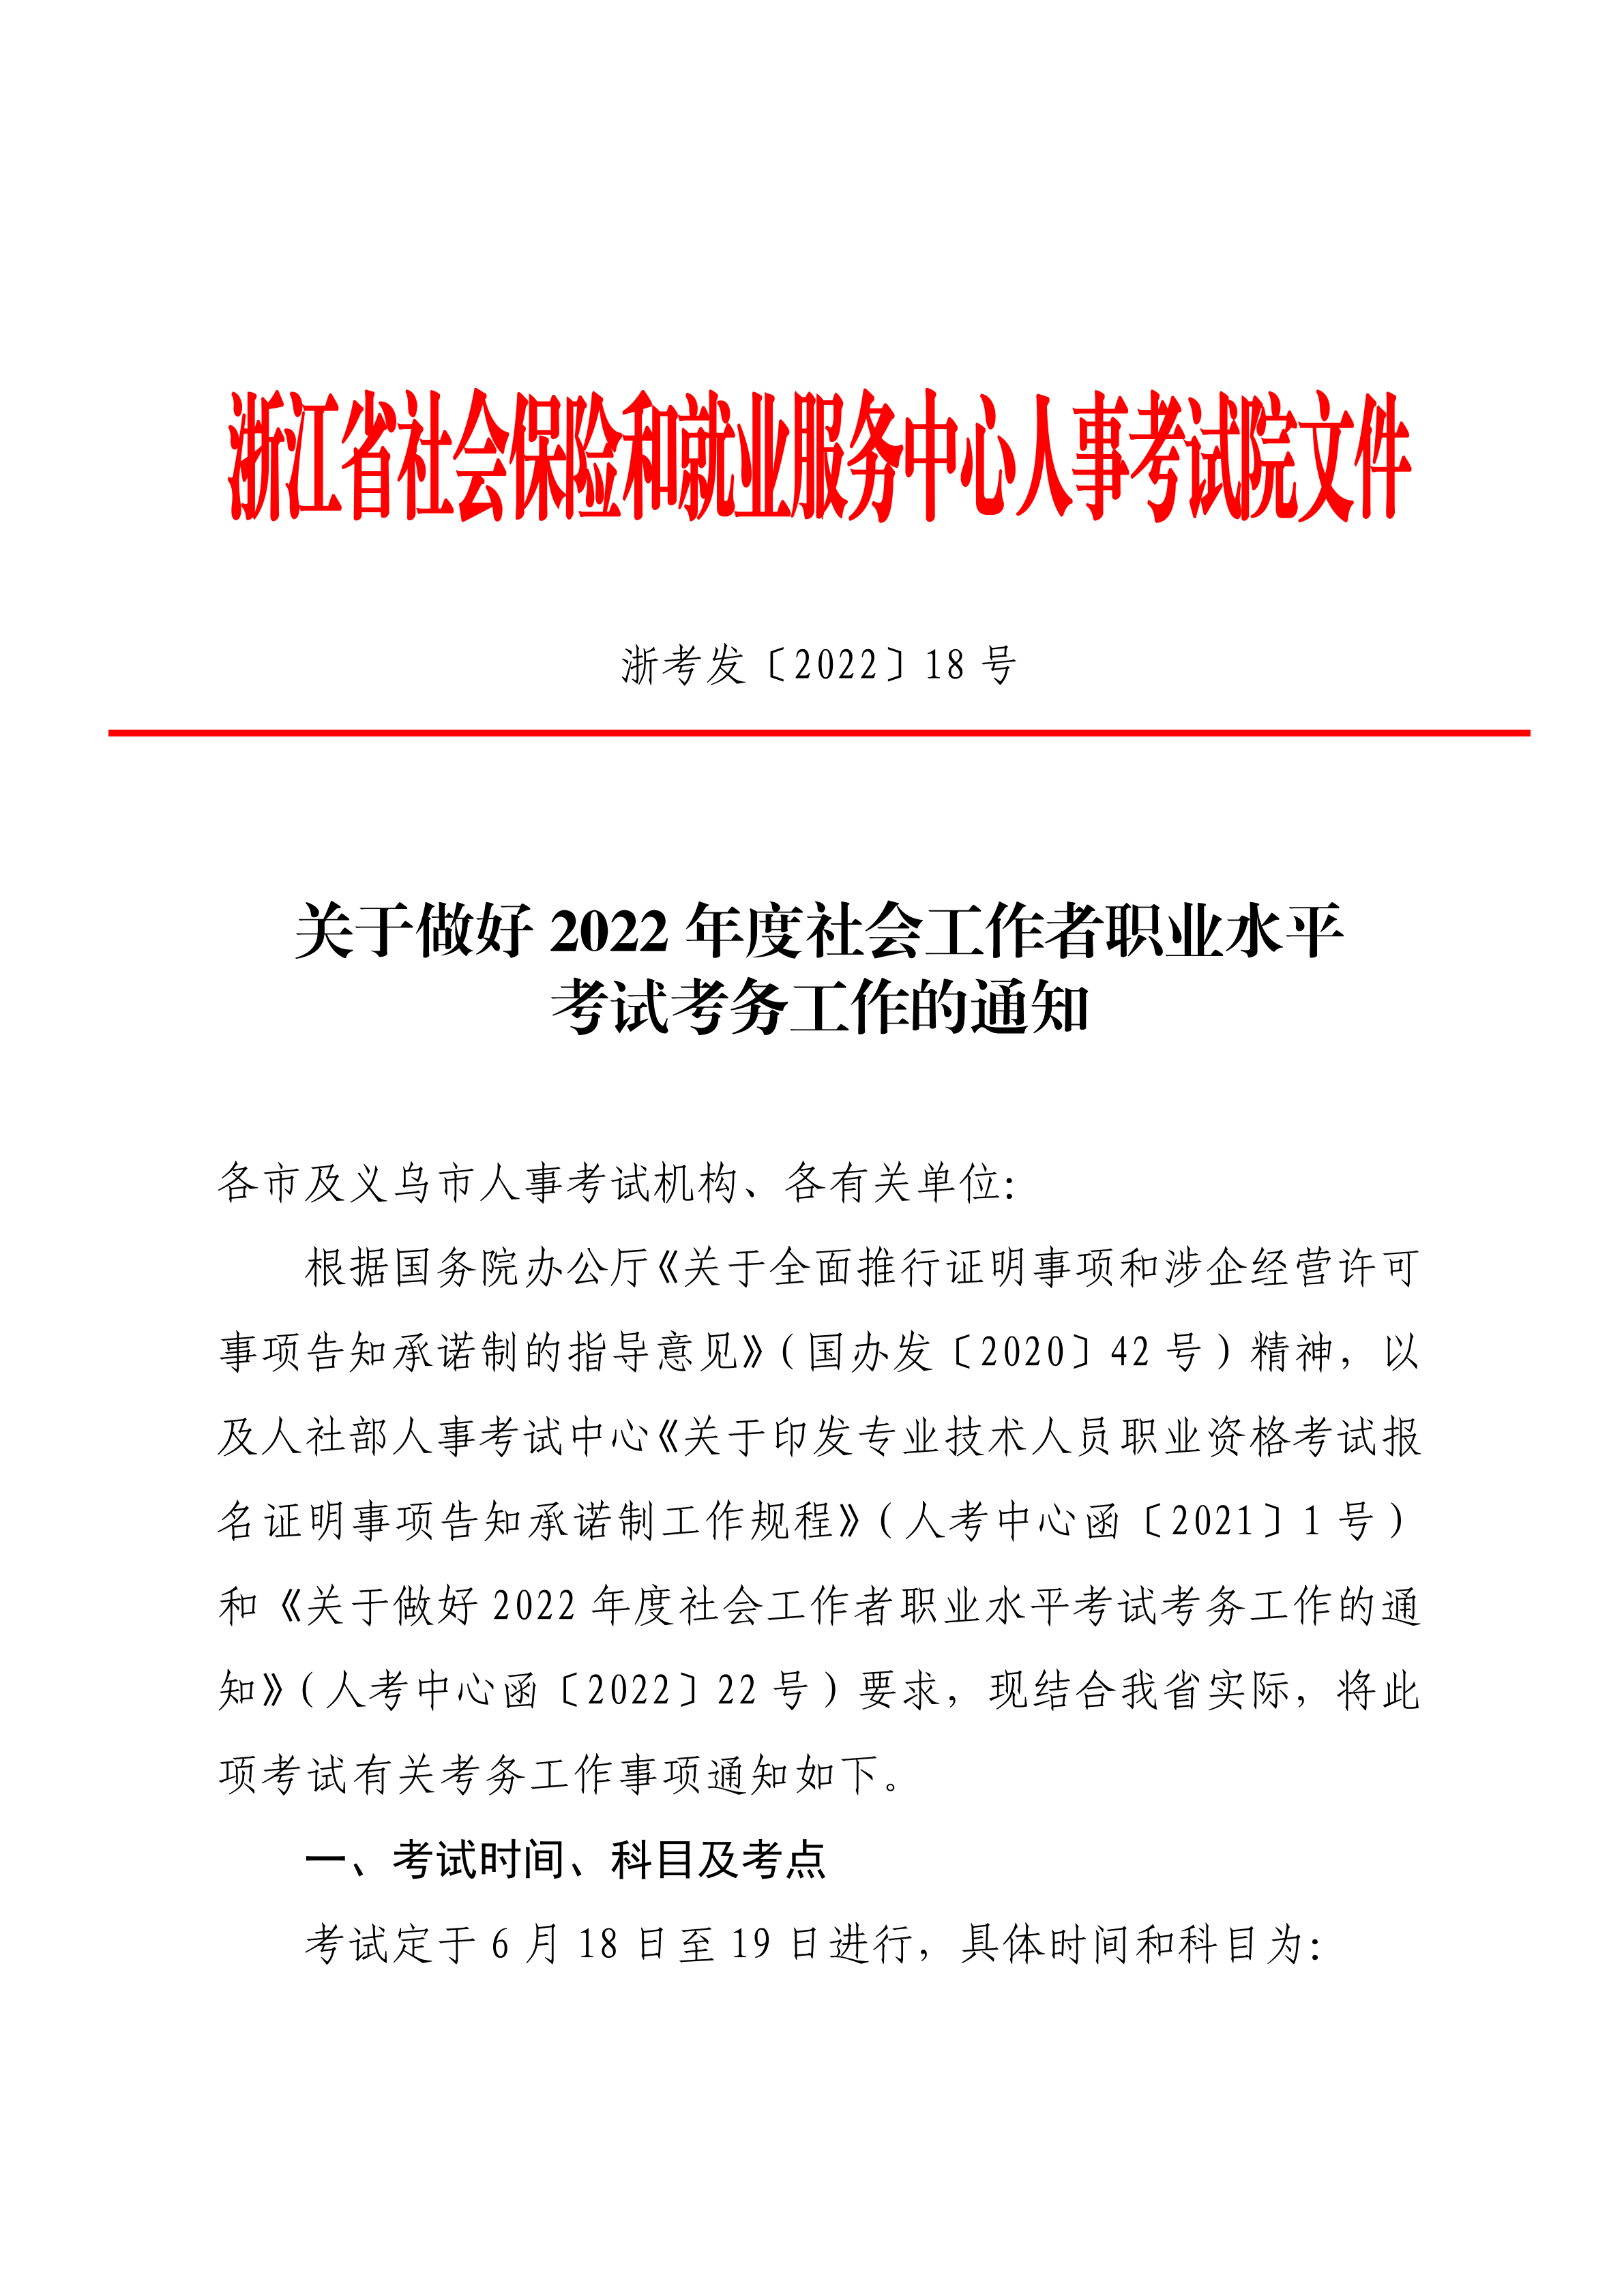 浙江省社会保险和就业服务中心人事考试院文件
浙考发〔2022〕18 号
关于做好 2022 年度社会工作者职业水平
考试考务工作的通知
各市及义乌市人事考试机构、各有关单位：
根据国务院办公厅《关于全面推行证明事项和涉企经营许可
事项告知承诺制的指导意见》（国办发〔2020〕42 号）精神，以
及人社部人事考试中心《关于印发专业技术人员职业资格考试报
名证明事项告知承诺制工作规程》（人考中心函〔2021〕1 号）
和《关于做好 2022 年度社会工作者职业水平考试考务工作的通
知》（人考中心函〔2022〕22 号）要求，现结合我省实际，将此
项考试有关考务工作事项通知如下。
一、考试时间、科目及考点
考试定于 6 月 18 日至 19 日进行，具体时间和科目为：